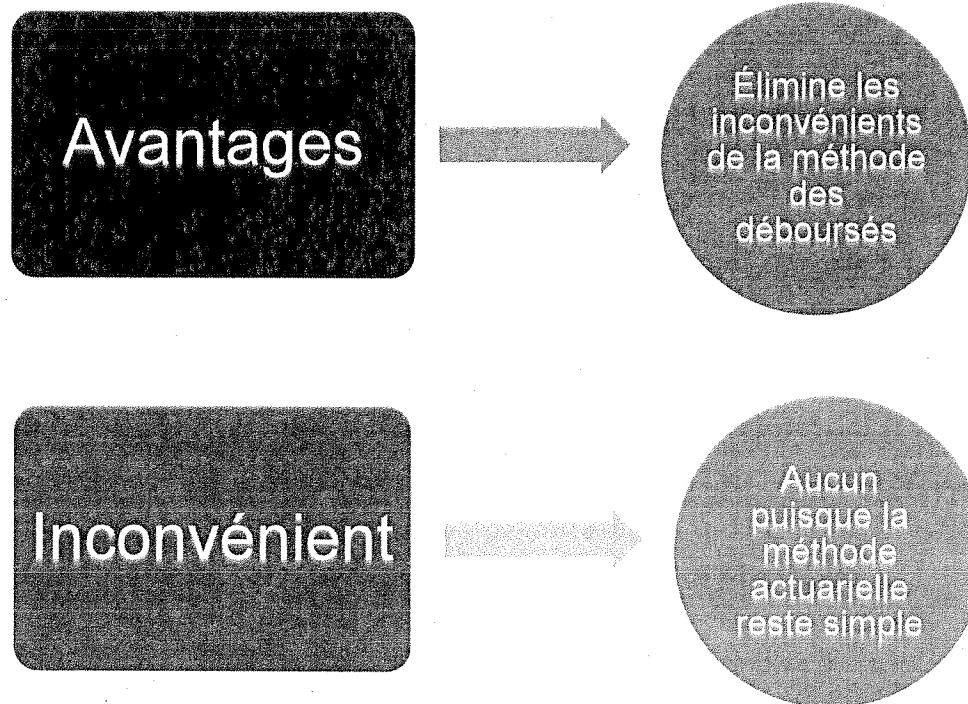 Avantages
Élimine les
inconvénients
de la méthode
des
déboursés
Inconvénient
Aucun
puisque la
méthode
actuarielle
reste simple